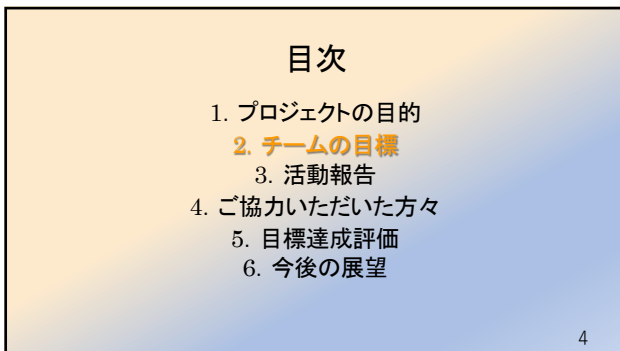 目次
1. プロジェクトの目的
2. チームの目標
3. 活動報告
4. ご協力いただいた方々
5. 目標達成評価
6. 今後の展望
4